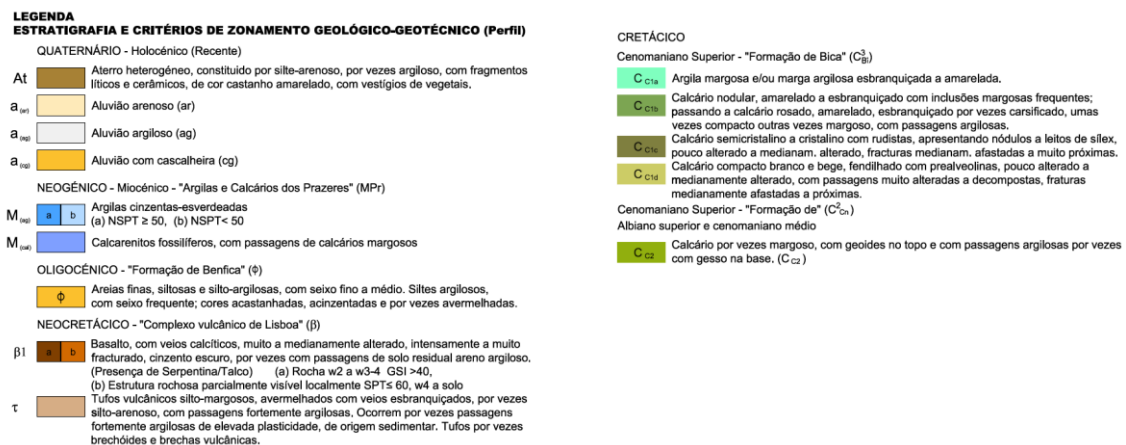 LEGENDA
ESTRATIGRAFIA E CRITÉRIOS DE ZONAMENTO GEOLÓGICO-GEOTÉCNICO (Perfil)
QUATERNÁRIO - Holocénico (Recente)
At Aterro heterogéneo, constituido por silte-arenoso, por vezes argiloso, com fragmentos
líticos e cerâmicos, de cor castanho amarelado, com vestígios de vegetais.
a (ar) Aluvião arenoso (ar)
a (ag) Aluvião argiloso (ag)
a (cg) Aluvião com cascalheira (cg)
NEOGÉNICO - Miocénico - "Argilas e Calcários dos Prazeres" (MPr)
M (ag) a b Argilas cinzentas-esverdeadas
(a) NSPT ≥ 50, (b) NSPT< 50
M (cal) Calcarenitos fossilíferos, com passagens de calcários margosos
OLIGOCÉNICO - "Formação de Benfica" (ϕ)
ϕ Areias finas, siltosas e silto-argilosas, com seixo fino a médio. Siltes argilosos,
com seixo frequente; cores acastanhadas, acinzentadas e por vezes avermelhadas.
NEOCRETÁCICO - "Complexo vulcânico de Lisboa" (β)
β1 a b Basalto, com veios calcíticos, muito a medianamente alterado, intensamente a muito
fracturado, cinzento escuro, por vezes com passagens de solo residual areno argiloso.
(Presença de Serpentina/Talco) (a) Rocha w2 a w3-4 GSI >40,
(b) Estrutura rochosa parcialmente visível localmente SPT≤ 60, w4 a solo
τ Tufos vulcânicos silto-margosos, avermelhados com veios esbranquiçados, por vezes
silto-arenoso, com passagens fortemente argilosas, Ocorrem por vezes passagens
fortemente argilosas de elevada plasticidade, de origem sedimentar. Tufos por vezes
brechóides e brechas vulcânicas.
CRETÁCICO
Cenomaniano Superior - "Formação de Bica" (C³BI)
C C1a Argila margosa e/ou marga argilosa esbranquiçada a amarelada.
C C1b Calcário nodular, amarelado a esbranquiçado com inclusões margosas frequentes;
passando a calcário rosado, amarelado, esbranquiçado por vezes carsificado, umas
vezes compacto outras vezes margoso, com passagens argilosas.
C C1c Calcário semicristalino a cristalino com rudistas, apresentando nódulos a leitos de sílex,
pouco alterado a medianam. alterado, fracturas medianam. afastadas a muito próximas.
C C1d Calcário compacto branco e bege, fendilhado com prealveolinas, pouco alterado a
medianamente alterado, com passagens muito alteradas a decompostas, fraturas
medianamente afastadas a próximas.
Cenomaniano Superior - "Formação de" (C²Cn)
Albiano superior e cenomaniano médio
C C2 Calcário por vezes margoso, com geoides no topo e com passagens argilosas por vezes
com gesso na base. (C C2)